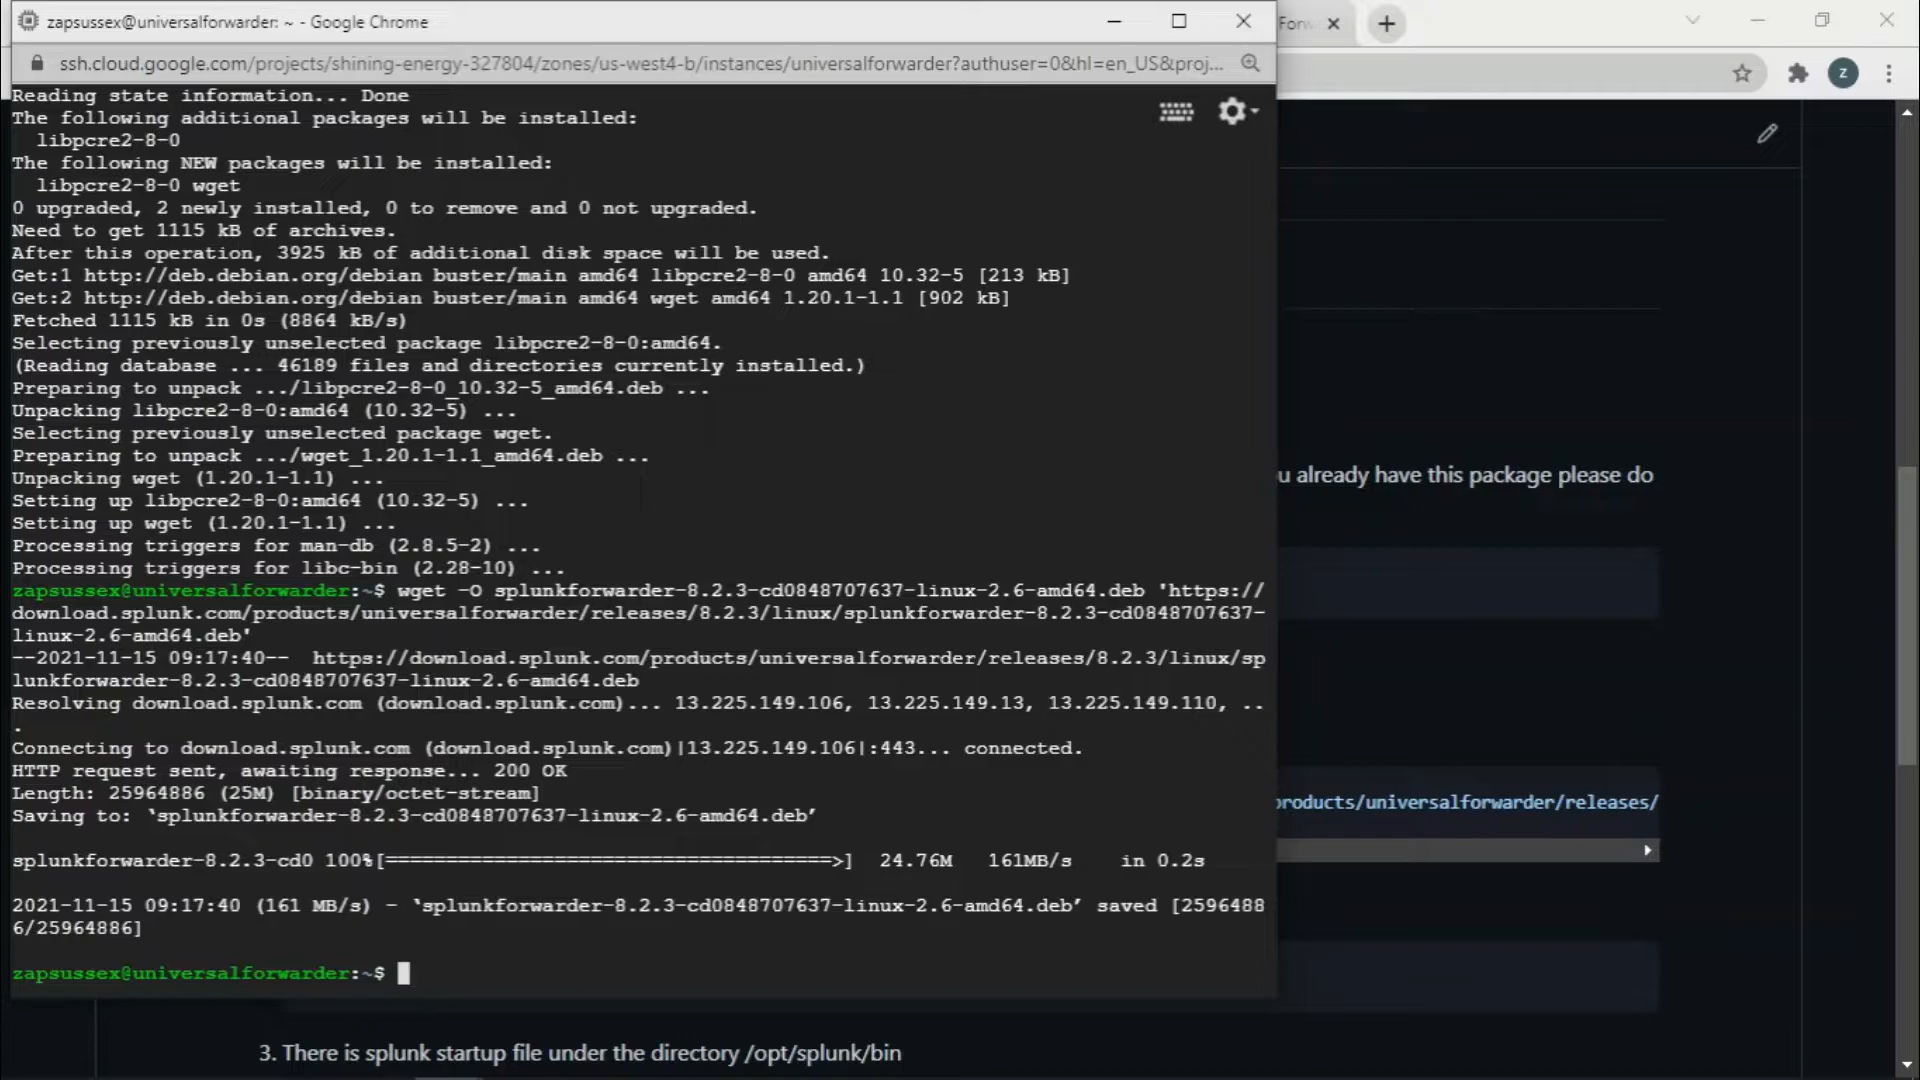 zapsussex@universalforwarder: ~ - Google Chrome
ssh.cloud.google.com/projects/shining-energy-327804/zones/us-west4-b/instances/universalforwarder?authuser=0&hl=en_US&proj...
Forw
z
Reading state information... Done
The following additional packages will be installed:
libpcre2-8-0
The following NEW packages will be installed:
libpcre2-8-0 wget
0 upgraded, 2 newly installed, 0 to remove and 0 not upgraded.
Need to get 1115 kB of archives.
After this operation, 3925 kB of additional disk space will be used.
Get:1 http://deb.debian.org/debian buster/main amd64 libpcre2-8-0 amd64 10.32-5 [213 kB]
Get:2 http://deb.debian.org/debian buster/main amd64 wget amd64 1.20.1-1.1 [902 kB]
Fetched 1115 kB in 0s (8864 kB/s)
Selecting previously unselected package libpcre2-8-0:amd64.
(Reading database ... 46189 files and directories currently installed.)
Preparing to unpack .../libpcre2-8-0_10.32-5_amd64.deb ...
Unpacking libpcre2-8-0:amd64 (10.32-5) ...
Selecting previously unselected package wget.
Preparing to unpack .../wget_1.20.1-1.1_amd64.deb ...
Unpacking wget (1.20.1-1.1) ...
Setting up libpcre2-8-0:amd64 (10.32-5) ...
Setting up wget (1.20.1-1.1) ...
Processing triggers for man-db (2.8.5-2) ...
Processing triggers for libc-bin (2.28-10) ...
zapsussex@universalforwarder:~$ wget -O splunkforwarder-8.2.3-cd0848707637-linux-2.6-amd64.deb 'https://
download.splunk.com/products/universalforwarder/releases/8.2.3/linux/splunkforwarder-8.2.3-cd0848707637-
linux-2.6-amd64.deb'
--2021-11-15 09:17:40--  https://download.splunk.com/products/universalforwarder/releases/8.2.3/linux/sp
lunkforwarder-8.2.3-cd0848707637-linux-2.6-amd64.deb
Resolving download.splunk.com (download.splunk.com)... 13.225.149.106, 13.225.149.13, 13.225.149.110, ..
.
Connecting to download.splunk.com (download.splunk.com)|13.225.149.106|:443... connected.
HTTP request sent, awaiting response... 200 OK
Length: 25964886 (25M) [binary/octet-stream]
Saving to: ‘splunkforwarder-8.2.3-cd0848707637-linux-2.6-amd64.deb’
splunkforwarder-8.2.3-cd0 100%[=====================================>]  24.76M   161MB/s    in 0.2s
2021-11-15 09:17:40 (161 MB/s) - ‘splunkforwarder-8.2.3-cd0848707637-linux-2.6-amd64.deb’ saved [2596488
6/25964886]
zapsussex@universalforwarder:~$
u already have this package please do
products/universalforwarder/releases/
3. There is splunk startup file under the directory /opt/splunk/bin